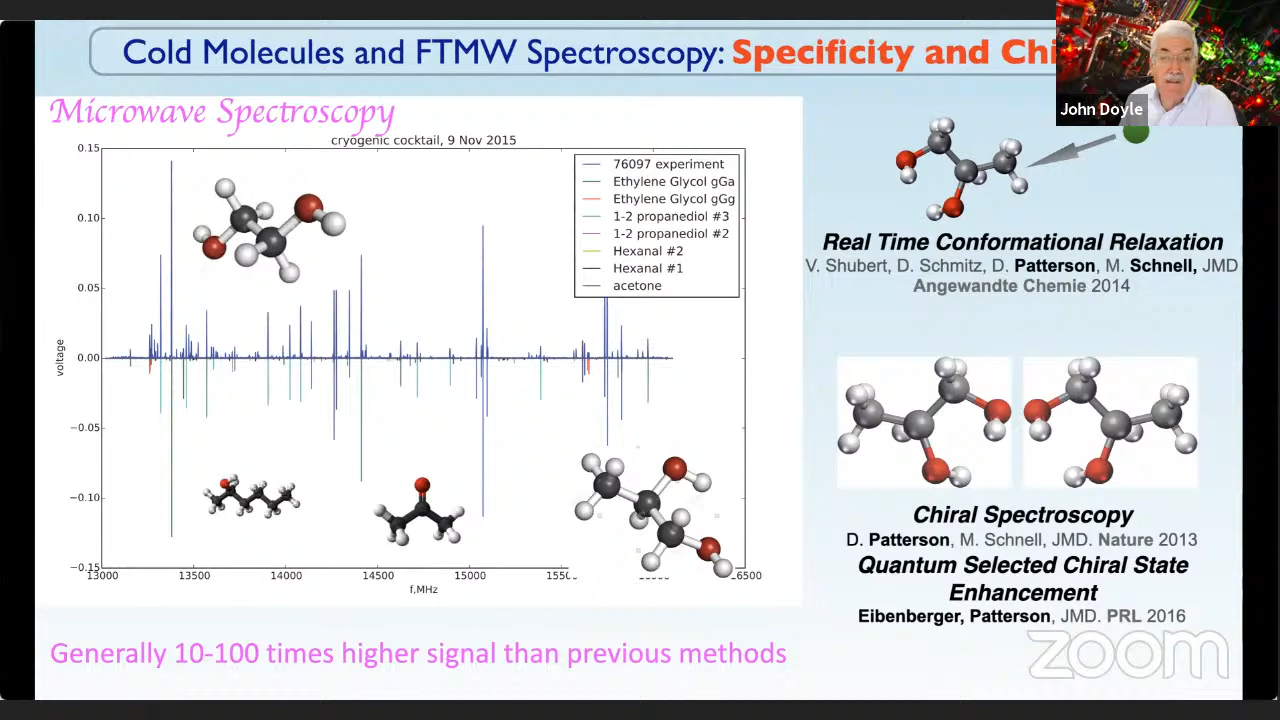 Cold Molecules and FTMW Spectroscopy: Specificity and Chi
John Doyle
Microwave Spectroscopy
cryogenic cocktail, 9 Nov 2015
0.15
0.10
0.05
0.00
−0.05
−0.10
−0.15
voltage
76097 experiment
Ethylene Glycol gGa
Ethylene Glycol gGg
1-2 propanediol #3
1-2 propanediol #2
Hexanal #2
Hexanal #1
acetone
13000 13500 14000 14500 15000 1550 6500
f,MHz
Generally 10-100 times higher signal than previous methods
Real Time Conformational Relaxation
V. Shubert, D. Schmitz, D. Patterson, M. Schnell, JMD
Angewandte Chemie 2014
Chiral Spectroscopy
D. Patterson, M. Schnell, JMD. Nature 2013
Quantum Selected Chiral State
Enhancement
Eibenberger, Patterson, JMD. PRL 2016
zoom